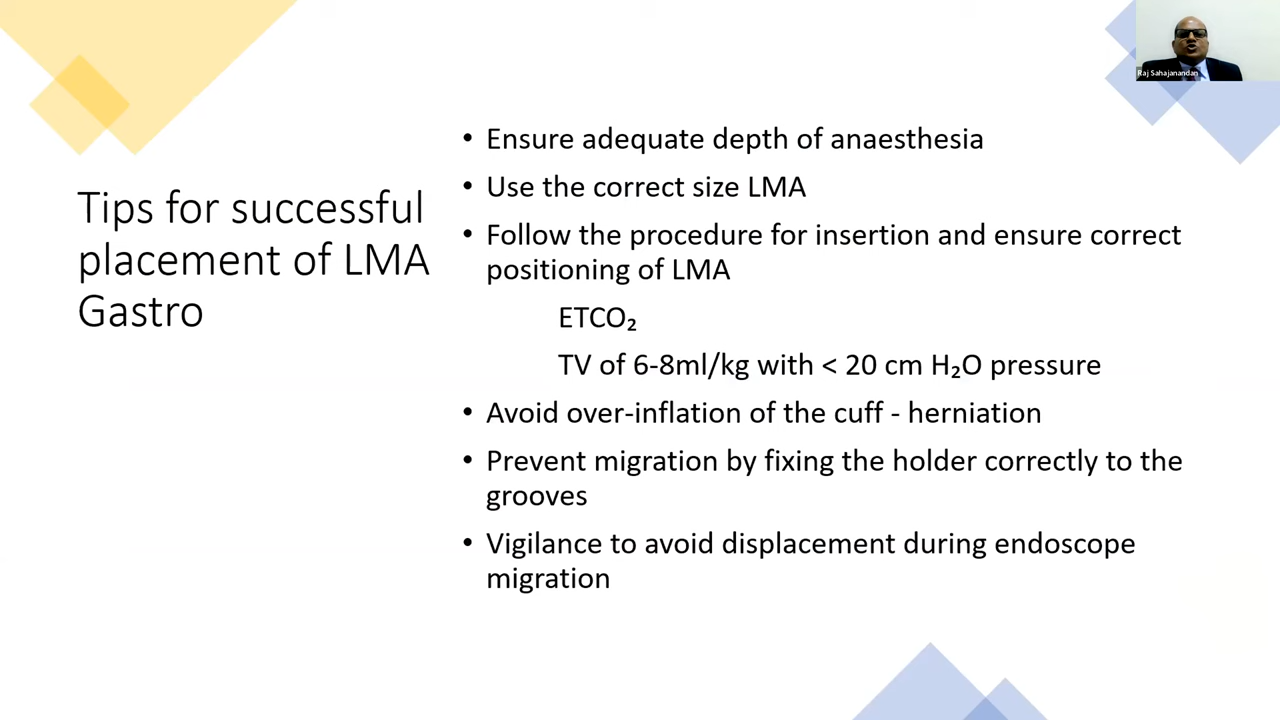 Raj Sahajanandan
Tips for successful
placement of LMA
Gastro
• Ensure adequate depth of anaesthesia
• Use the correct size LMA
• Follow the procedure for insertion and ensure correct
positioning of LMA
ETCO₂
TV of 6-8ml/kg with < 20 cm H₂O pressure
• Avoid over-inflation of the cuff - herniation
• Prevent migration by fixing the holder correctly to the
grooves
• Vigilance to avoid displacement during endoscope
migration